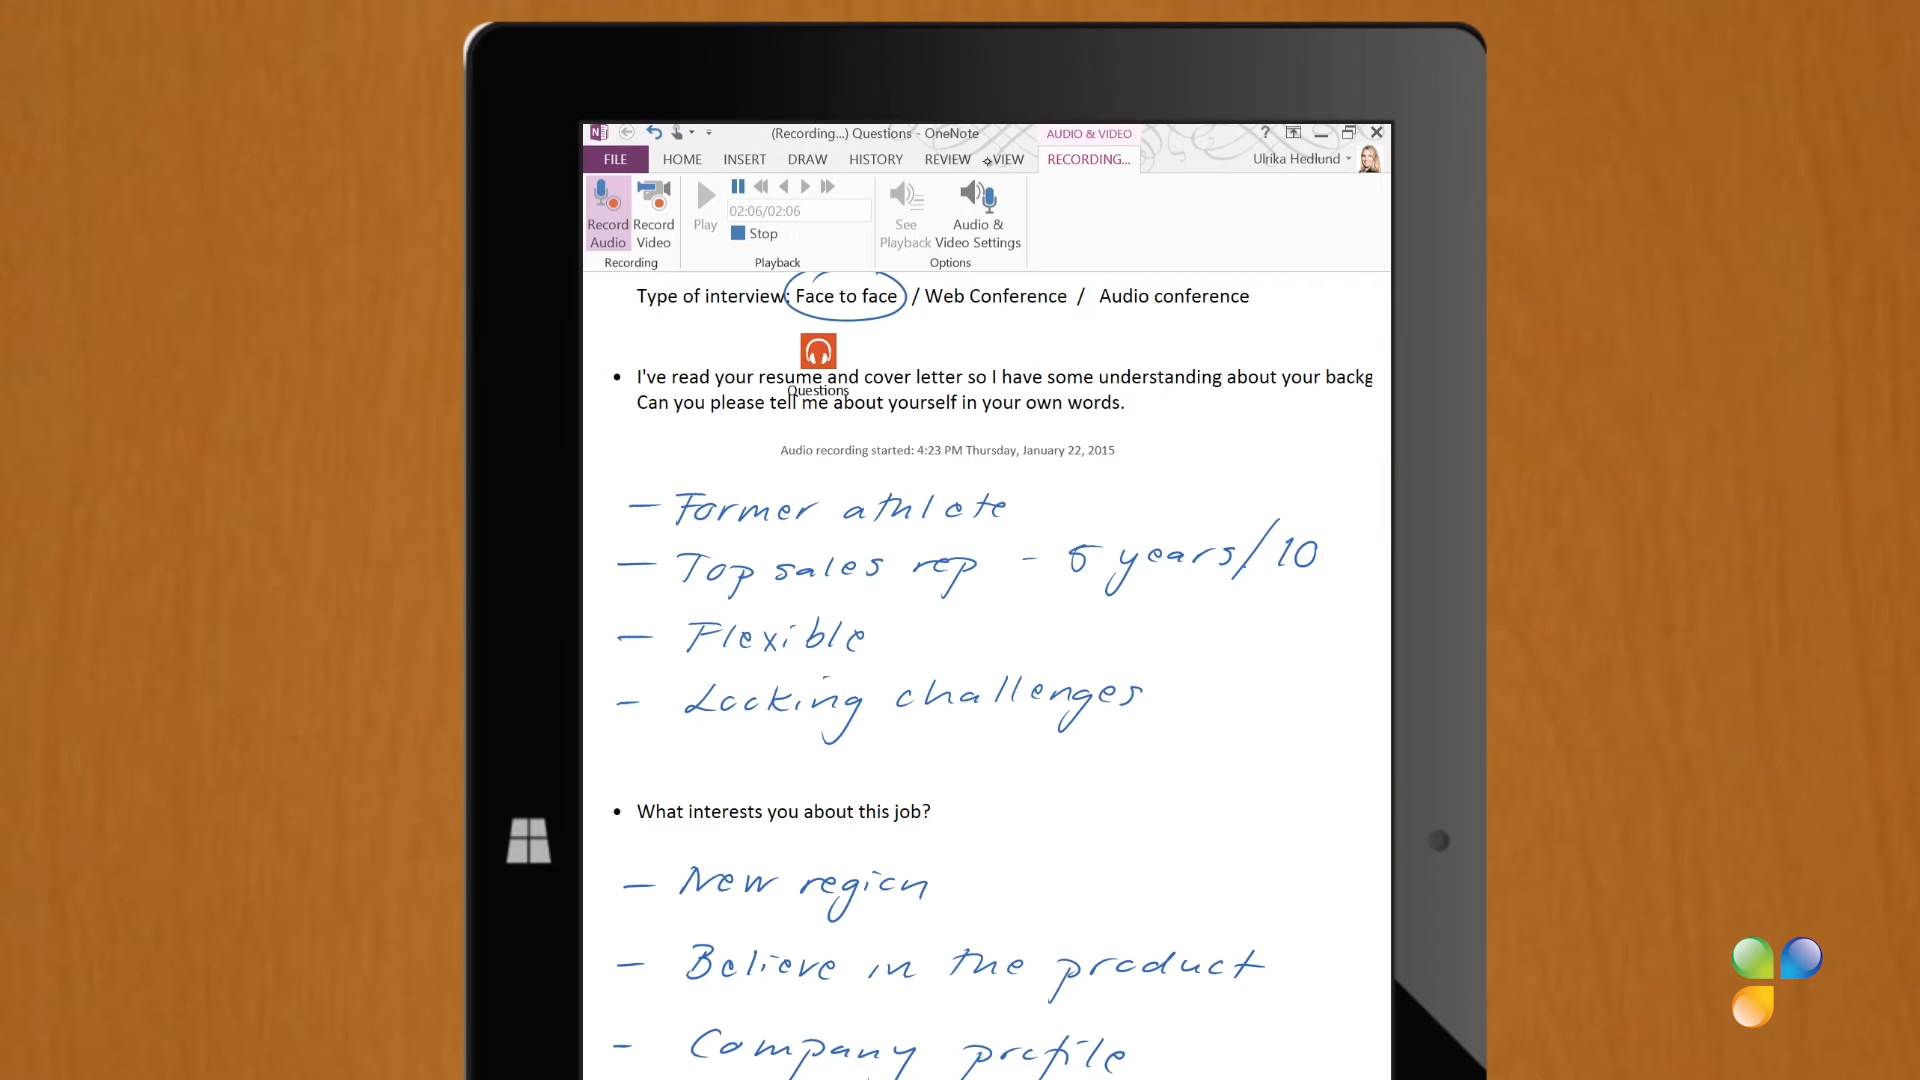 (Recording...) Questions - OneNote AUDIO & VIDEO ?
FILE HOME INSERT DRAW HISTORY REVIEW VIEW RECORDING... Ulrika Hedlund
Record Audio Record Video Play 02:06/02:06 Stop See Playback Audio & Video Settings
Recording Playback Options
Type of interview: Face to face / Web Conference / Audio conference
• I've read your resume and cover letter so I have some understanding about your backg
Questions
Can you please tell me about yourself in your own words.
Audio recording started: 4:23 PM Thursday, January 22, 2015
- Former athlete
- Top sales rep - 5 years/10
- Flexible
- Looking challenges
• What interests you about this job?
- New region
- Believe in the product
- Company profile